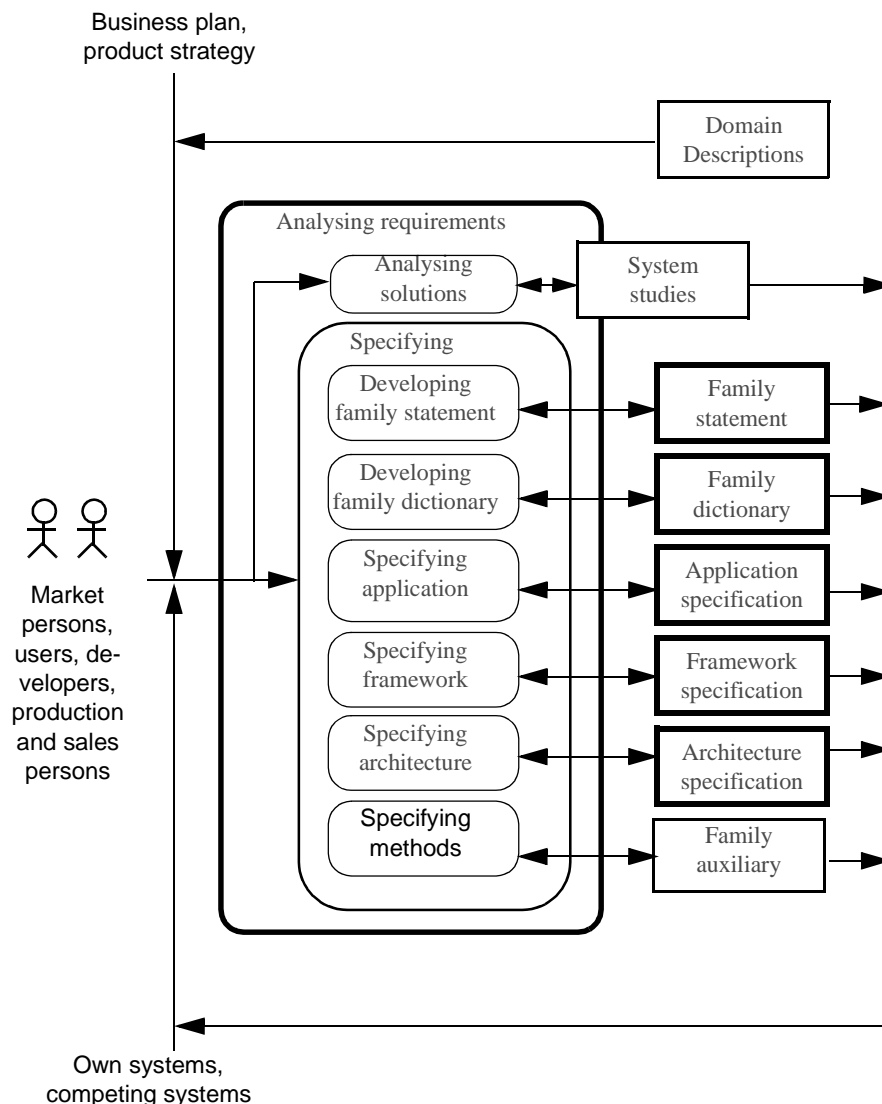 Business plan,
product strategy
Domain
Descriptions
Analysing requirements
Analysing
solutions
System
studies
Specifying
Developing
family statement
Family
statement
Developing
family dictionary
Family
dictionary
Specifying
application
Application
specification
Market
persons,
users, de-
velopers,
production
and sales
persons
Specifying
framework
Framework
specification
Specifying
architecture
Architecture
specification
Specifying
methods
Family
auxiliary
Own systems,
competing systems